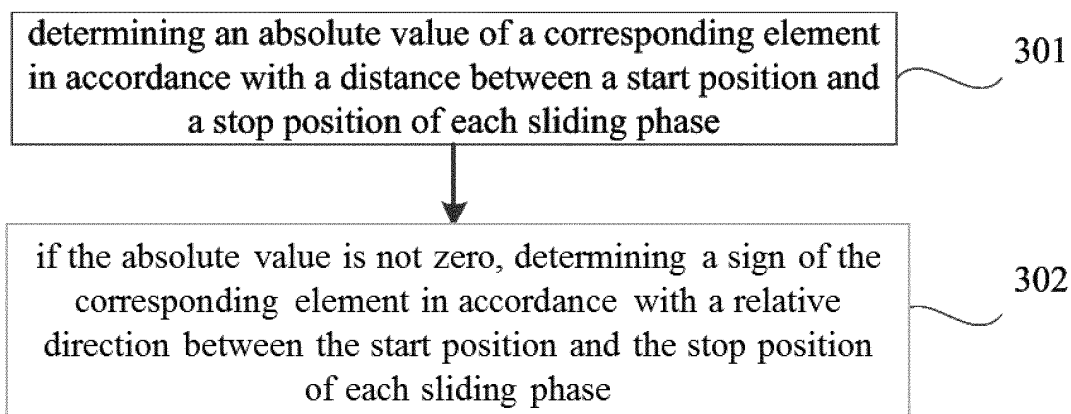 determining an absolute value of a corresponding element
in accordance with a distance between a start position and
a stop position of each sliding phase
301
if the absolute value is not zero, determining a sign of the
corresponding element in accordance with a relative
direction between the start position and the stop position
of each sliding phase
302